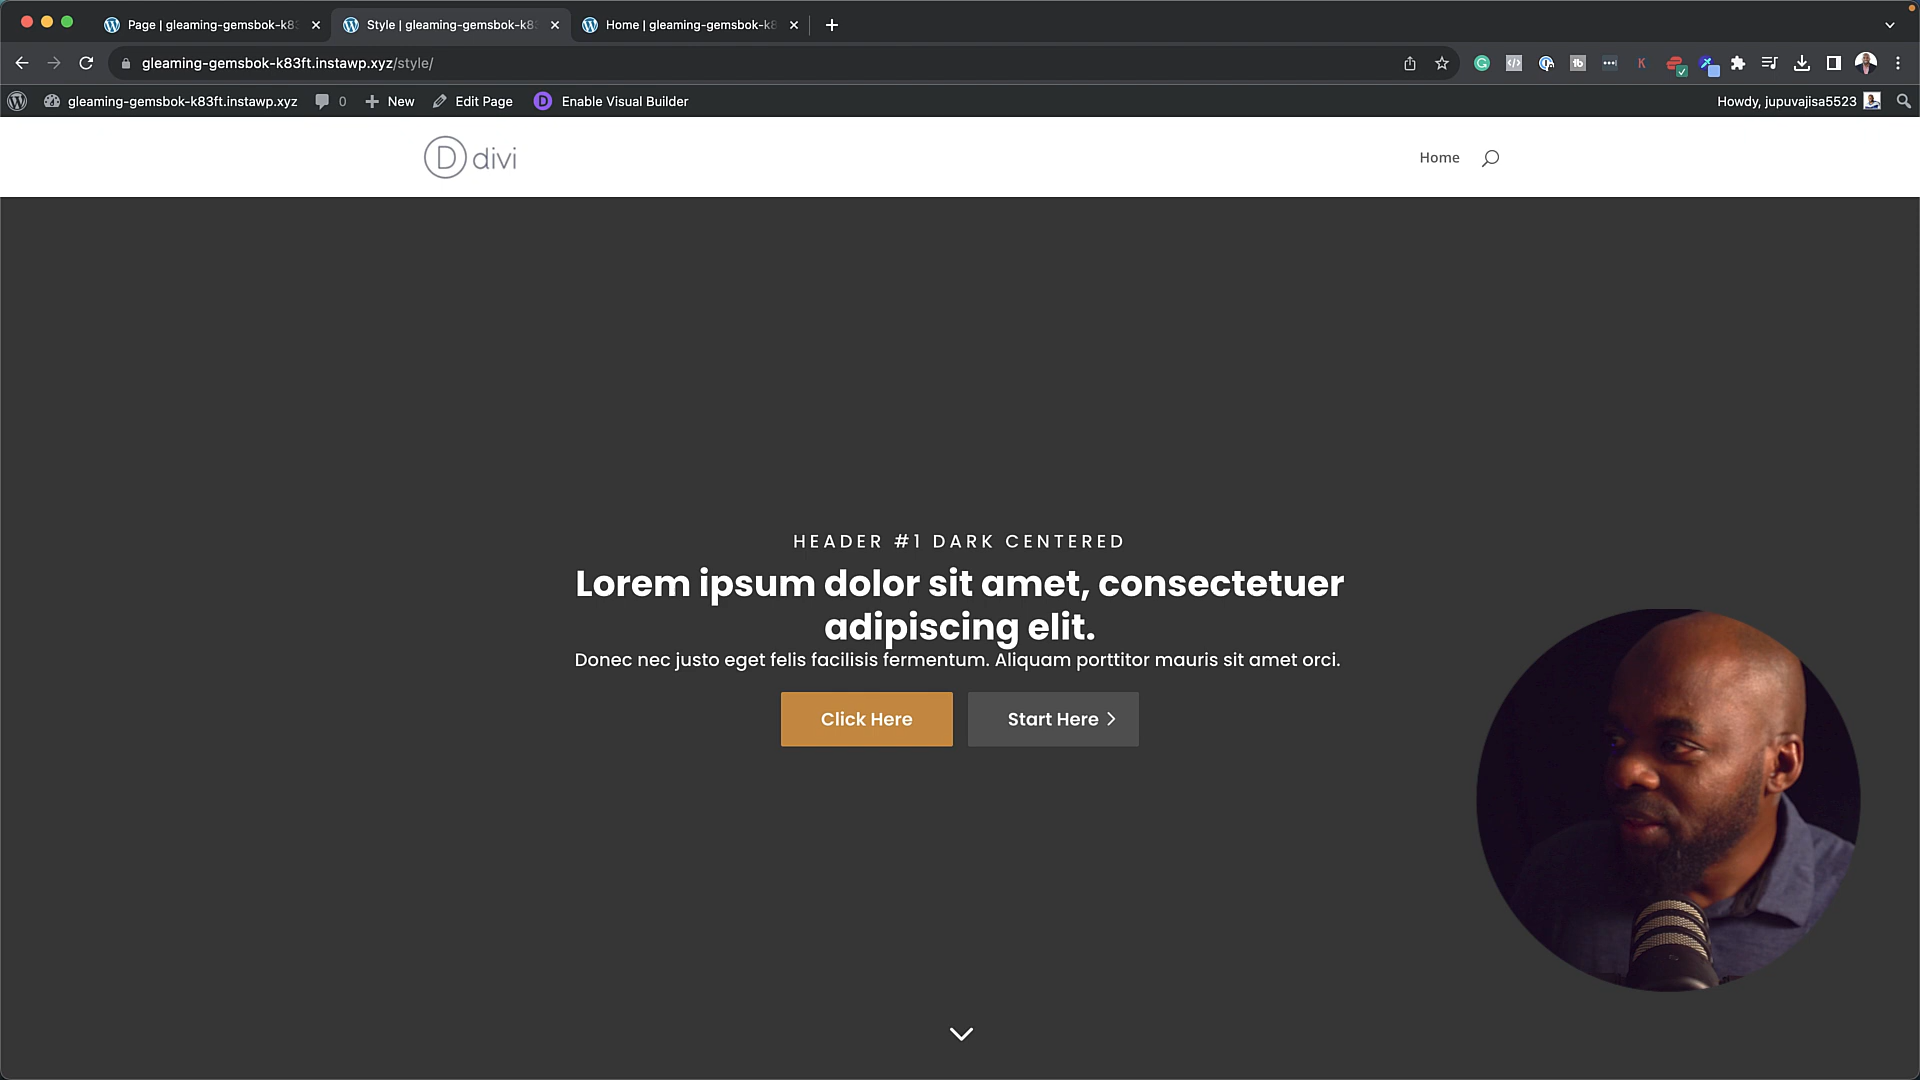 Page | gleaming-gemsbok-k83
Style | gleaming-gemsbok-k83
Home | gleaming-gemsbok-k8
gleaming-gemsbok-k83ft.instawp.xyz/style/
gleaming-gemsbok-k83ft.instawp.xyz 0 New Edit Page D Enable Visual Builder Howdy, jupuvajisa5523
D divi
Home
HEADER #1 DARK CENTERED
Lorem ipsum dolor sit amet, consectetuer
adipiscing elit.
Donec nec justo eget felis facilisis fermentum. Aliquam porttitor mauris sit amet orci.
Click Here
Start Here